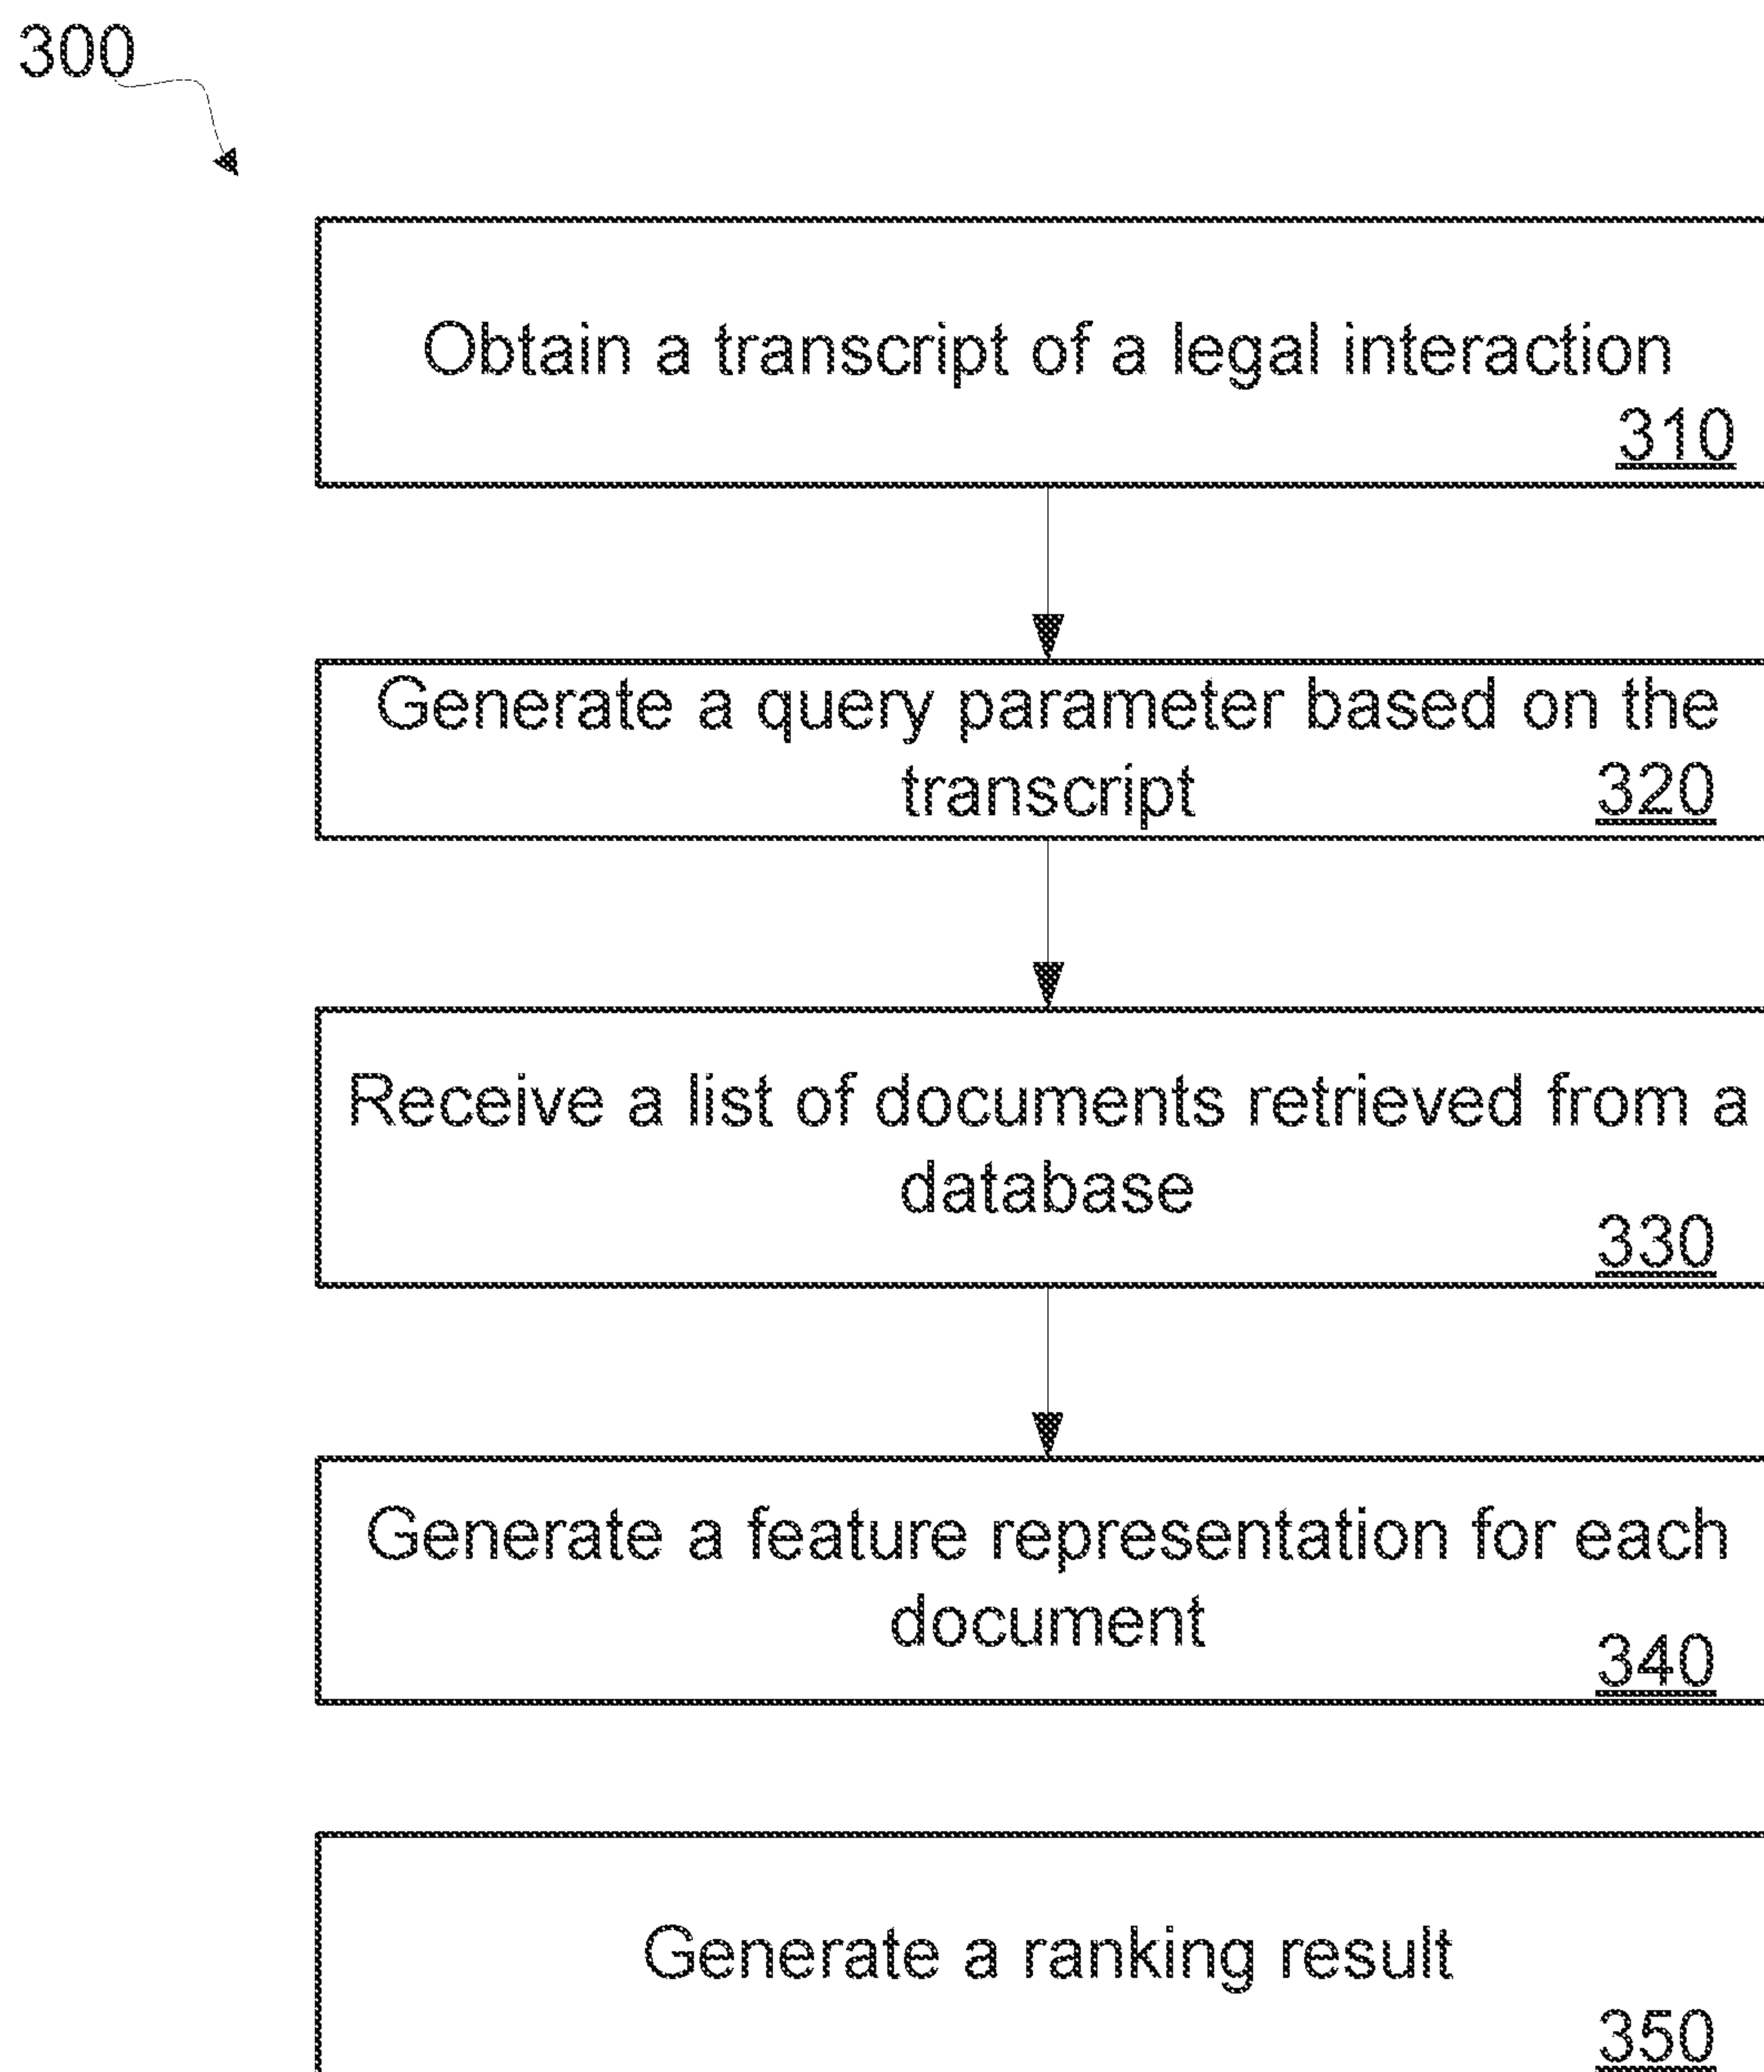 300
Obtain a transcript of a legal interaction
310
Generate a query parameter based on the
transcript 320
Receive a list of documents retrieved from a
database
330
Generate a feature representation for each
document
340
Generate a ranking result
350